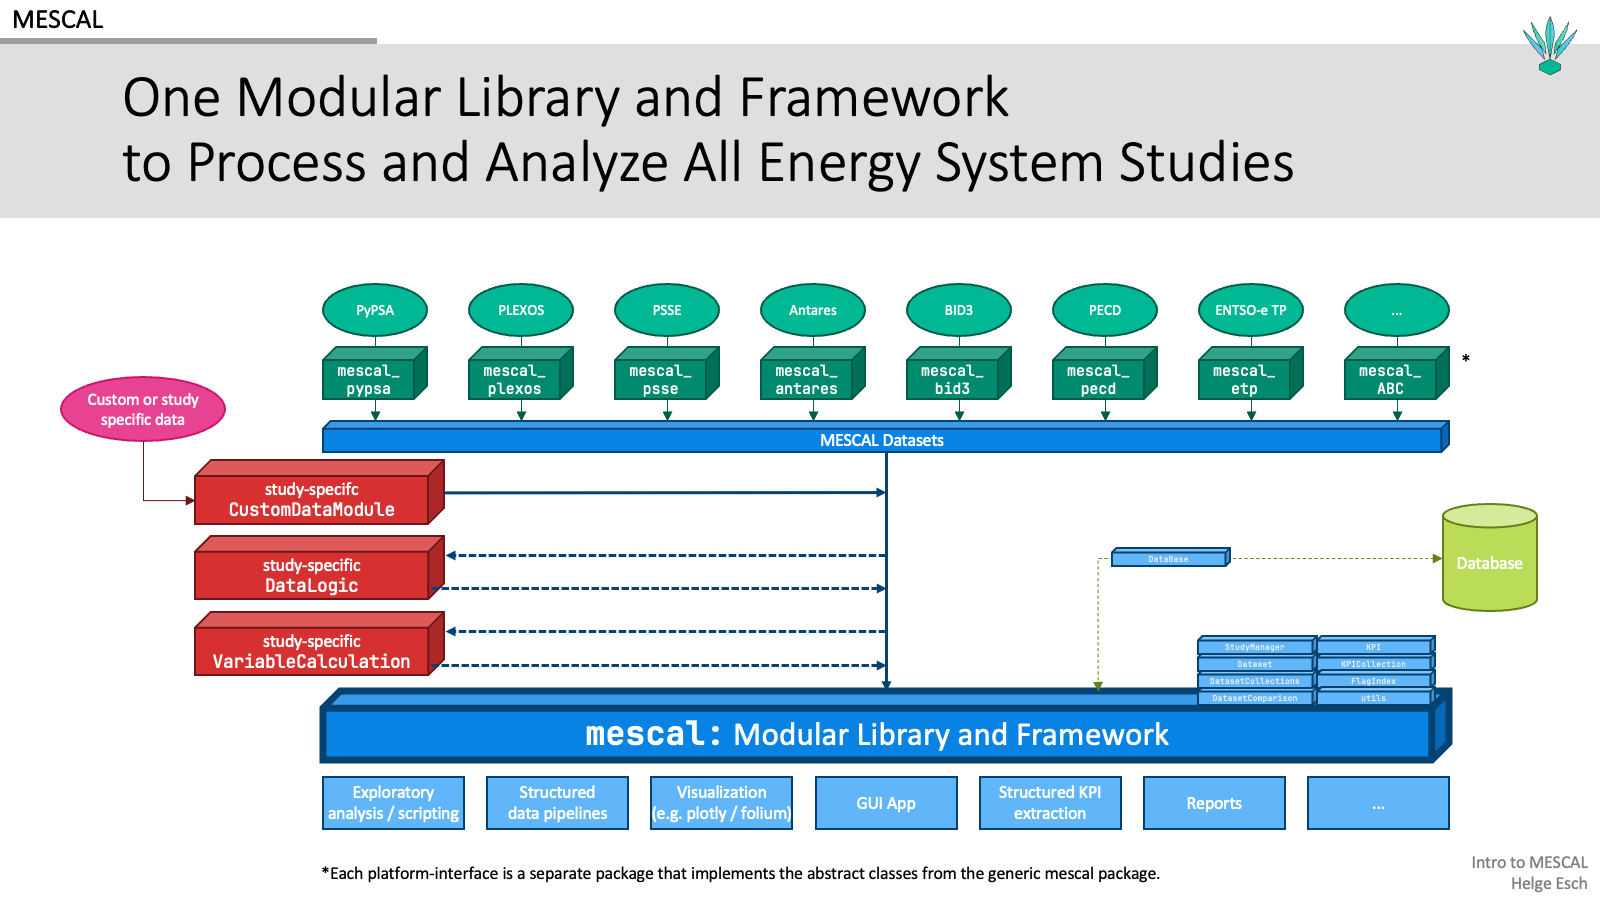 MESCAL
One Modular Library and Framework
to Process and Analyze All Energy System Studies
PyPSA
PLEXOS
PSSE
Antares
BID3
PECD
ENTSO-e TP
...
mescal_
pypsa
mescal_
plexos
mescal_
psse
mescal_
antares
mescal_
bid3
mescal_
pecd
mescal_
etp
mescal_
ABC
*
Custom or study
specific data
MESCAL Datasets
study-specifc
CustomDataModule
study-specific
DataLogic
study-specific
VariableCalculation
DataBase
Database
StudyManager
KPI
Dataset
KPICollection
DatasetCollections
FlagIndex
DatasetComparison
utils
mescal: Modular Library and Framework
Exploratory
analysis / scripting
Structured
data pipelines
Visualization
(e.g. plotly / folium)
GUI App
Structured KPI
extraction
Reports
...
*Each platform-interface is a separate package that implements the abstract classes from the generic mescal package.
Intro to MESCAL
Helge Esch